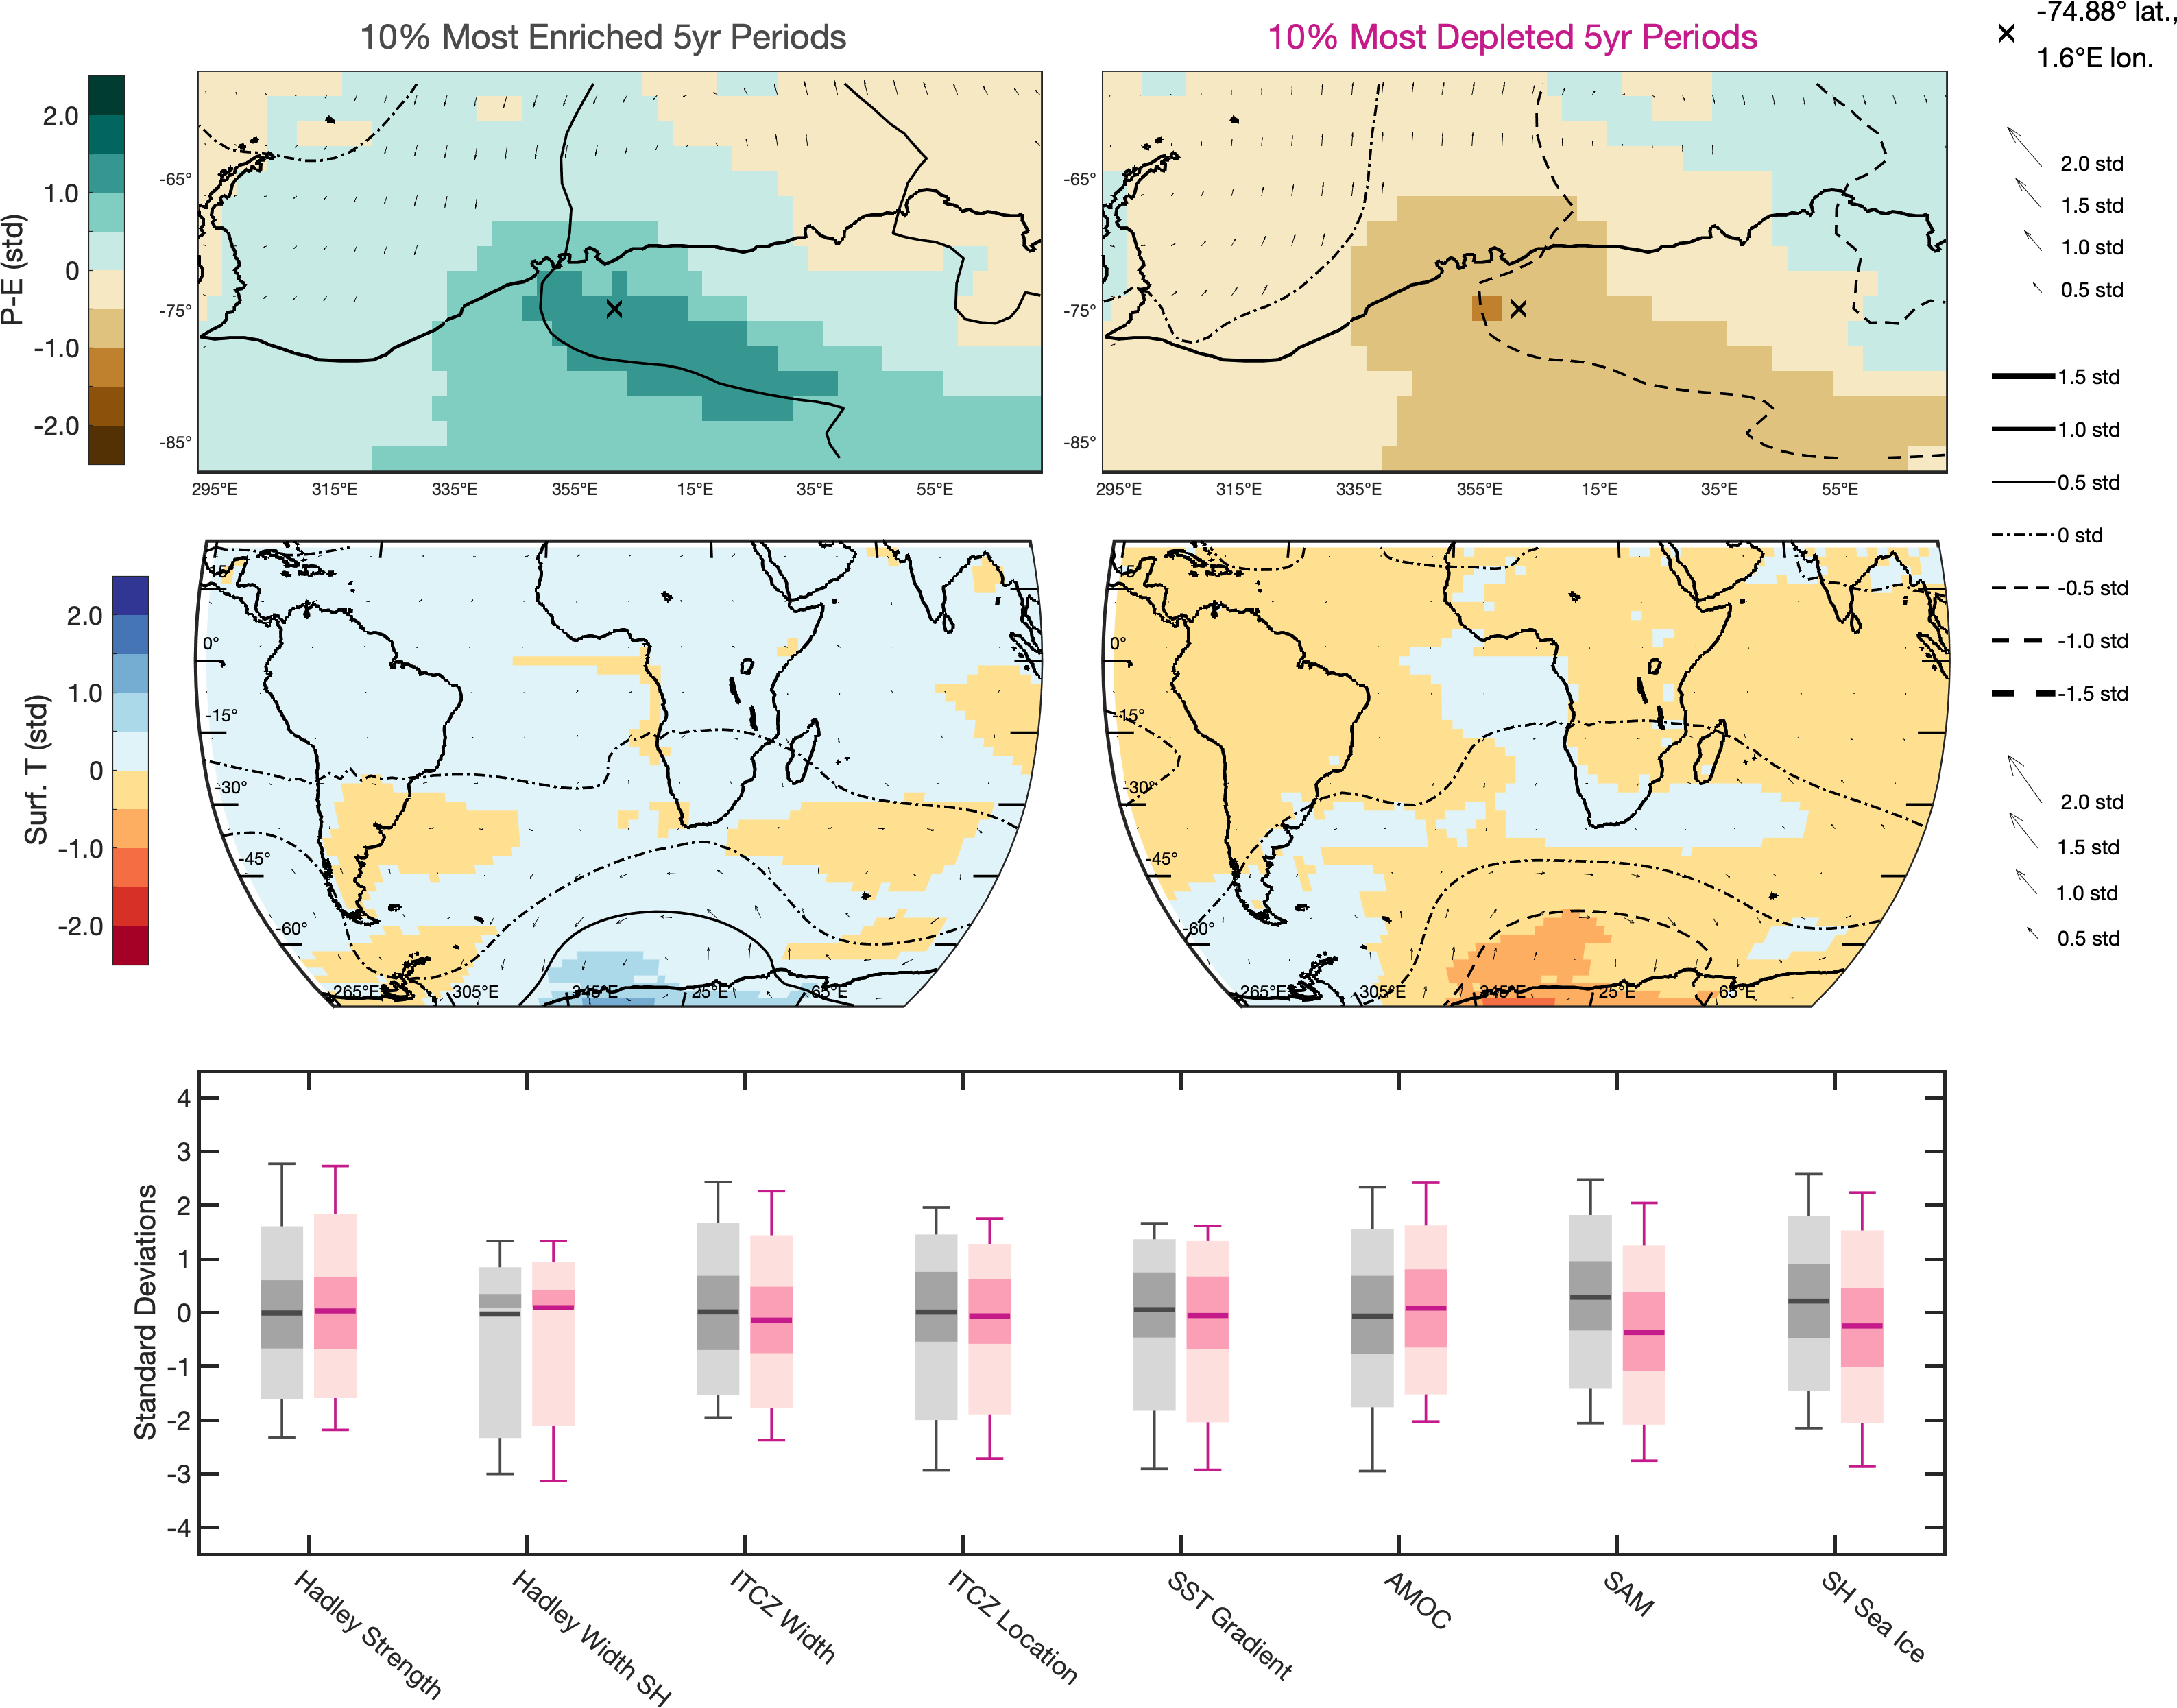 10% Most Enriched 5yr Periods
10% Most Depleted 5yr Periods
-74.88° lat.,
1.6°E lon.
P-E (std)
2.0
1.0
0
-1.0
-2.0
-65°
-75°
-85°
295°E 315°E 335°E 355°E 15°E 35°E 55°E
-65°
-75°
-85°
295°E 315°E 335°E 355°E 15°E 35°E 55°E
2.0 std
1.5 std
1.0 std
0.5 std
1.5 std
1.0 std
0.5 std
0 std
-0.5 std
-1.0 std
-1.5 std
Surf. T (std)
2.0
1.0
0
-1.0
-2.0
15°
0°
-15°
-30°
-45°
-60°
265°E 305°E 345°E 25°E 65°E
15°
0°
-15°
-30°
-45°
-60°
265°E 305°E 345°E 25°E 65°E
2.0 std
1.5 std
1.0 std
0.5 std
Standard Deviations
4
3
2
1
0
-1
-2
-3
-4
Hadley Strength
Hadley Width SH
ITCZ Width
ITCZ Location
SST Gradient
AMOC
SAM
SH Sea Ice